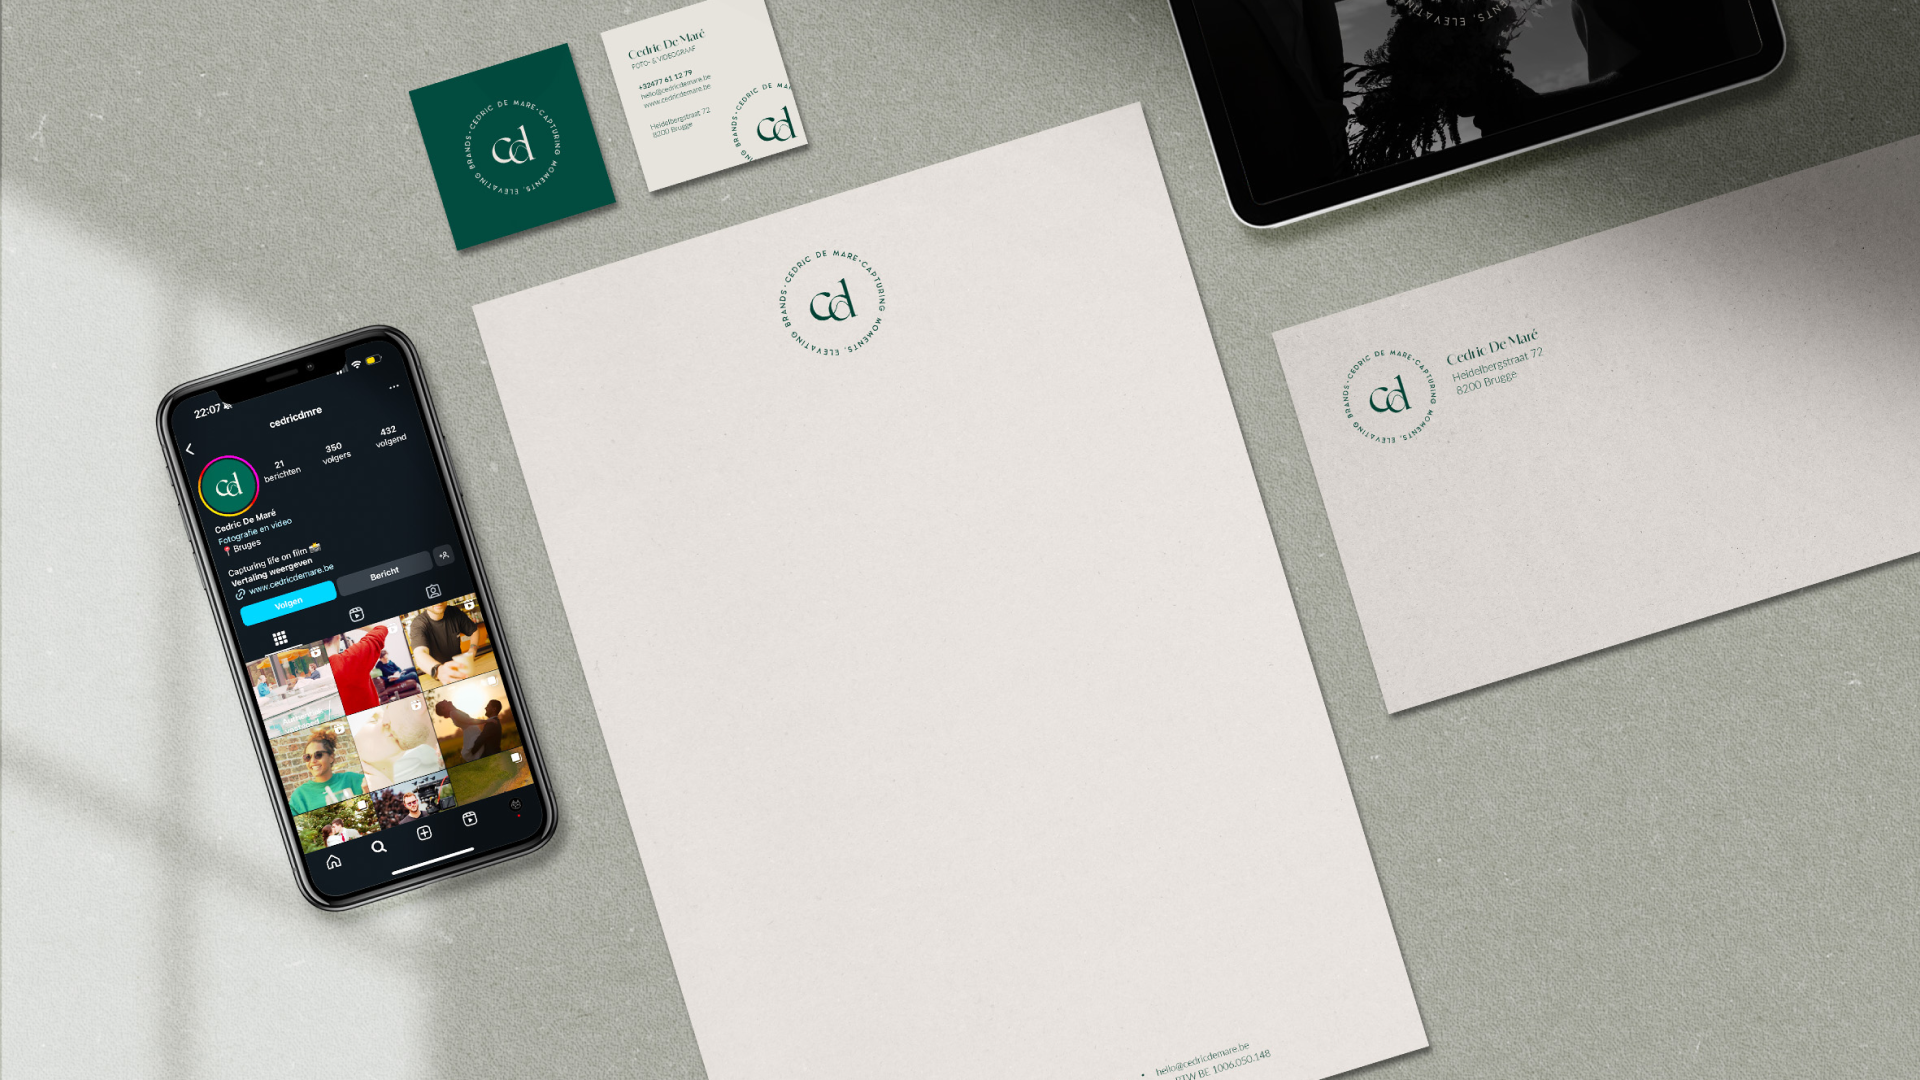 CEDRIC DE MARE • CAPTURING MOMENTS, ELEVATING BRANDS •
cd
Cedric De Maré
FOTO- & VIDEOGRAAF
+32477 61 12 79
hello@cedricdemare.be
www.cedricdemare.be
Heidelbergstraat 72
8200 Brugge
CEDRIC DE MA
BRANDS •
cd
NTS, ELEVATI
CEDRIC DE MARE • CAPTURING MOMENTS, ELEVATING BRANDS •
cd
CEDRIC DE MARE • CAPTURING MOMENTS, ELEVATING BRANDS •
cd
Cedric De Maré
Heidelbergstraat 72
8200 Brugge
22:07
cedricdmre
21 350 432
berichten volgers volgend
cd
Cedric De Maré
Fotografie en video
📍 Bruges
Capturing life on film 📸
Vertaling weergeven
www.cedricdemare.be
Volgen Bericht
• hello@cedricdemare.be
BTW BE 1006.050.148